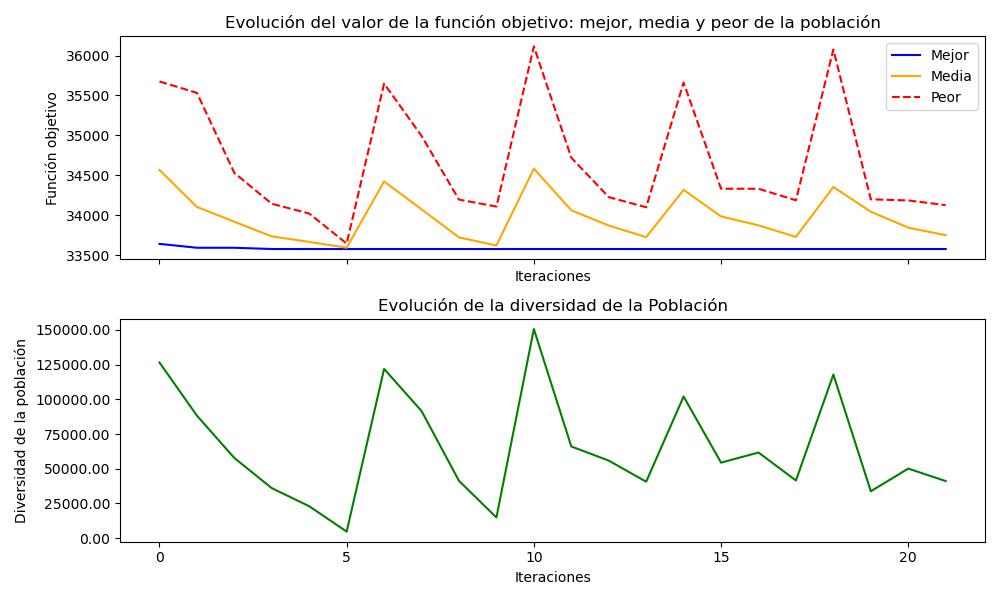 Evolución del valor de la función objetivo: mejor, media y peor de la población
36000
35500
35000
34500
34000
33500
Función objetivo
Mejor
Media
Peor
Iteraciones
Evolución de la diversidad de la Población
150000.00
125000.00
100000.00
75000.00
50000.00
25000.00
0.00
Diversidad de la población
0 5 10 15 20
Iteraciones